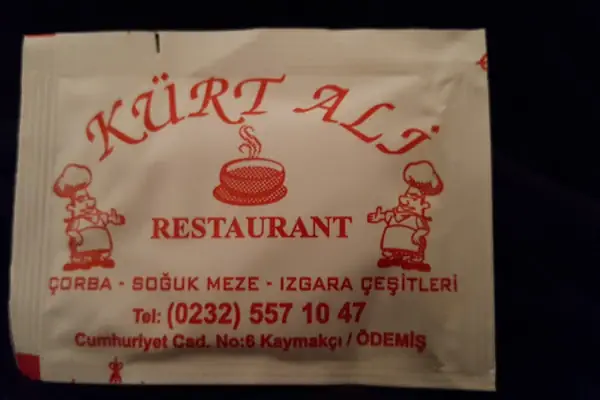 KÜRT ALİ
RESTAURANT
ÇORBA - SOĞUK MEZE - IZGARA ÇEŞİTLERİ
Tel: (0232) 557 10 47
Cumhuriyet Cad. No:6 Kaymakçı / ÖDEMİŞ